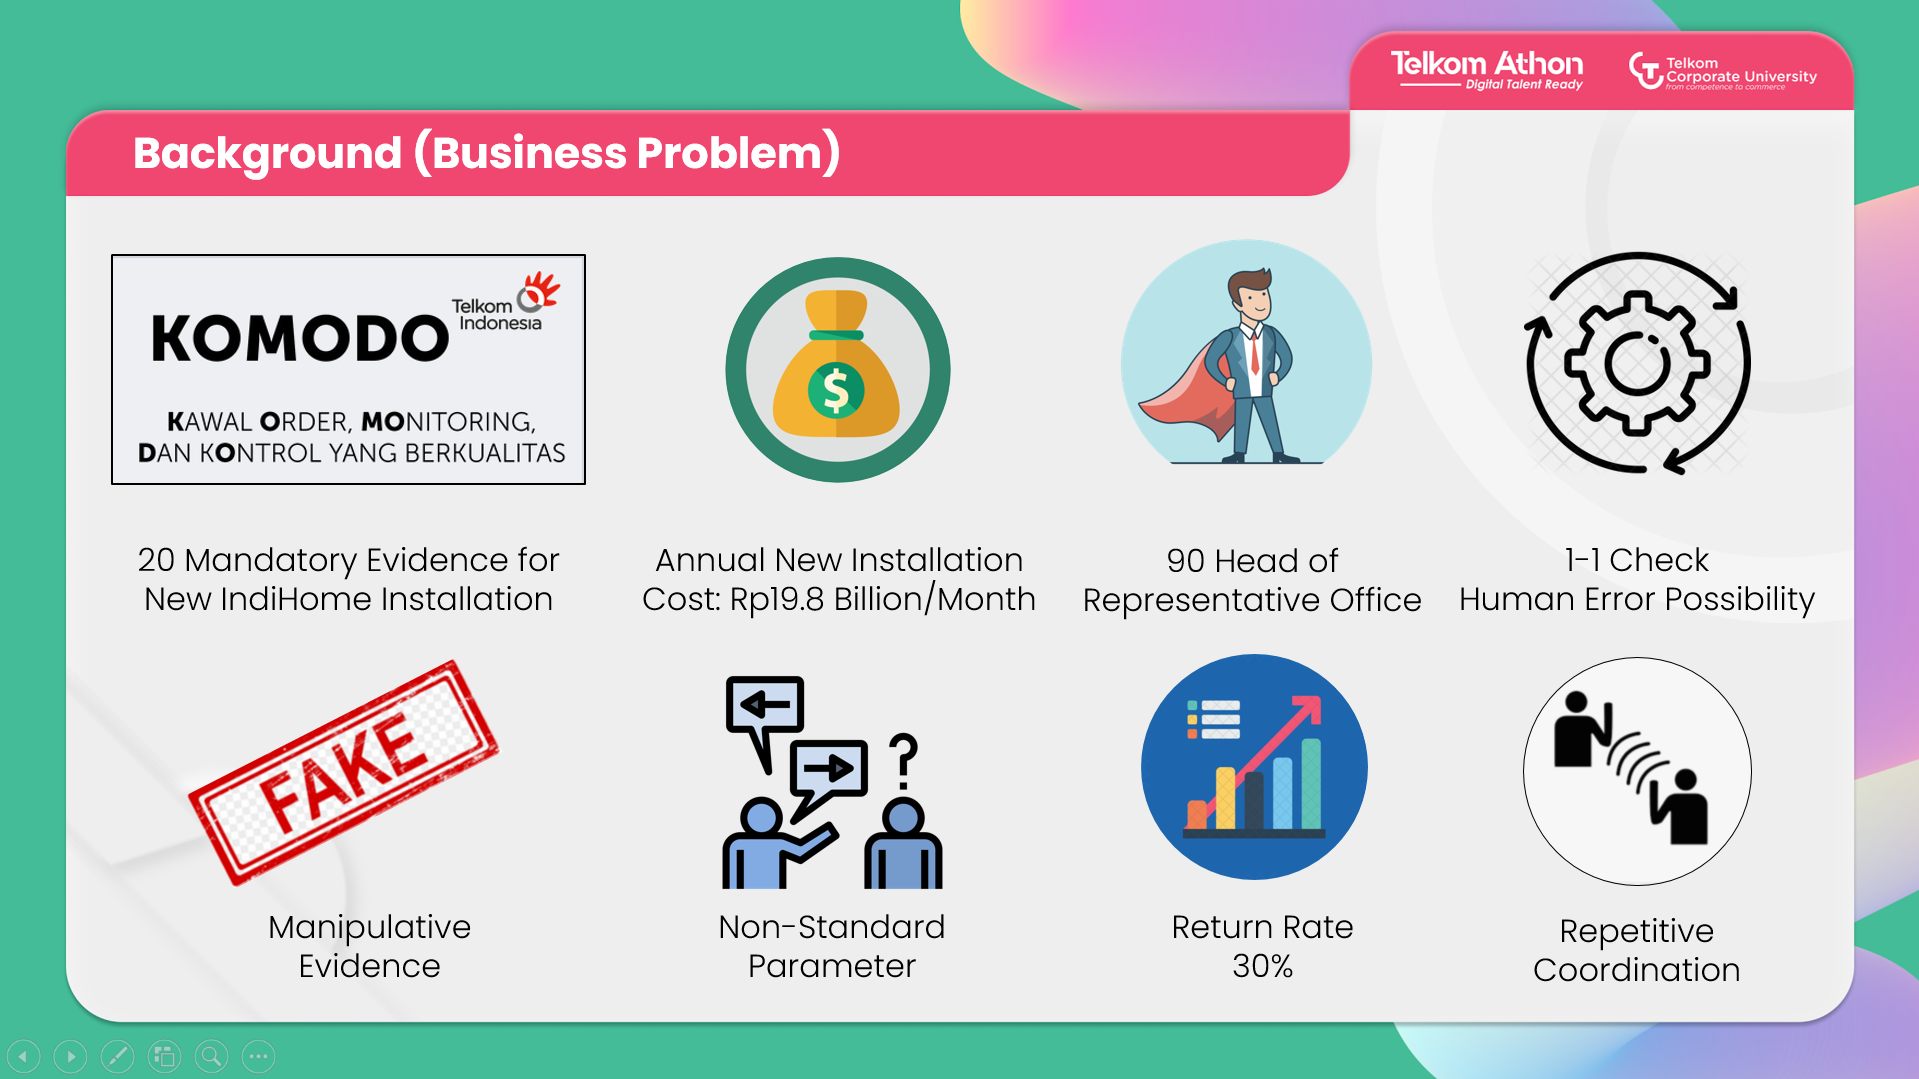 Telkom Athon
Digital Talent Ready
Telkom
Corporate University
from competence to commerce
Background (Business Problem)
KOMODO
Telkom
Indonesia
KAWAL ORDER, MONITORING,
DAN KONTROL YANG BERKUALITAS
$
20 Mandatory Evidence for
New IndiHome Installation
Annual New Installation
Cost: Rp19.8 Billion/Month
90 Head of
Representative Office
1-1 Check
Human Error Possibility
FAKE
?
Manipulative
Evidence
Non-Standard
Parameter
Return Rate
30%
Repetitive
Coordination